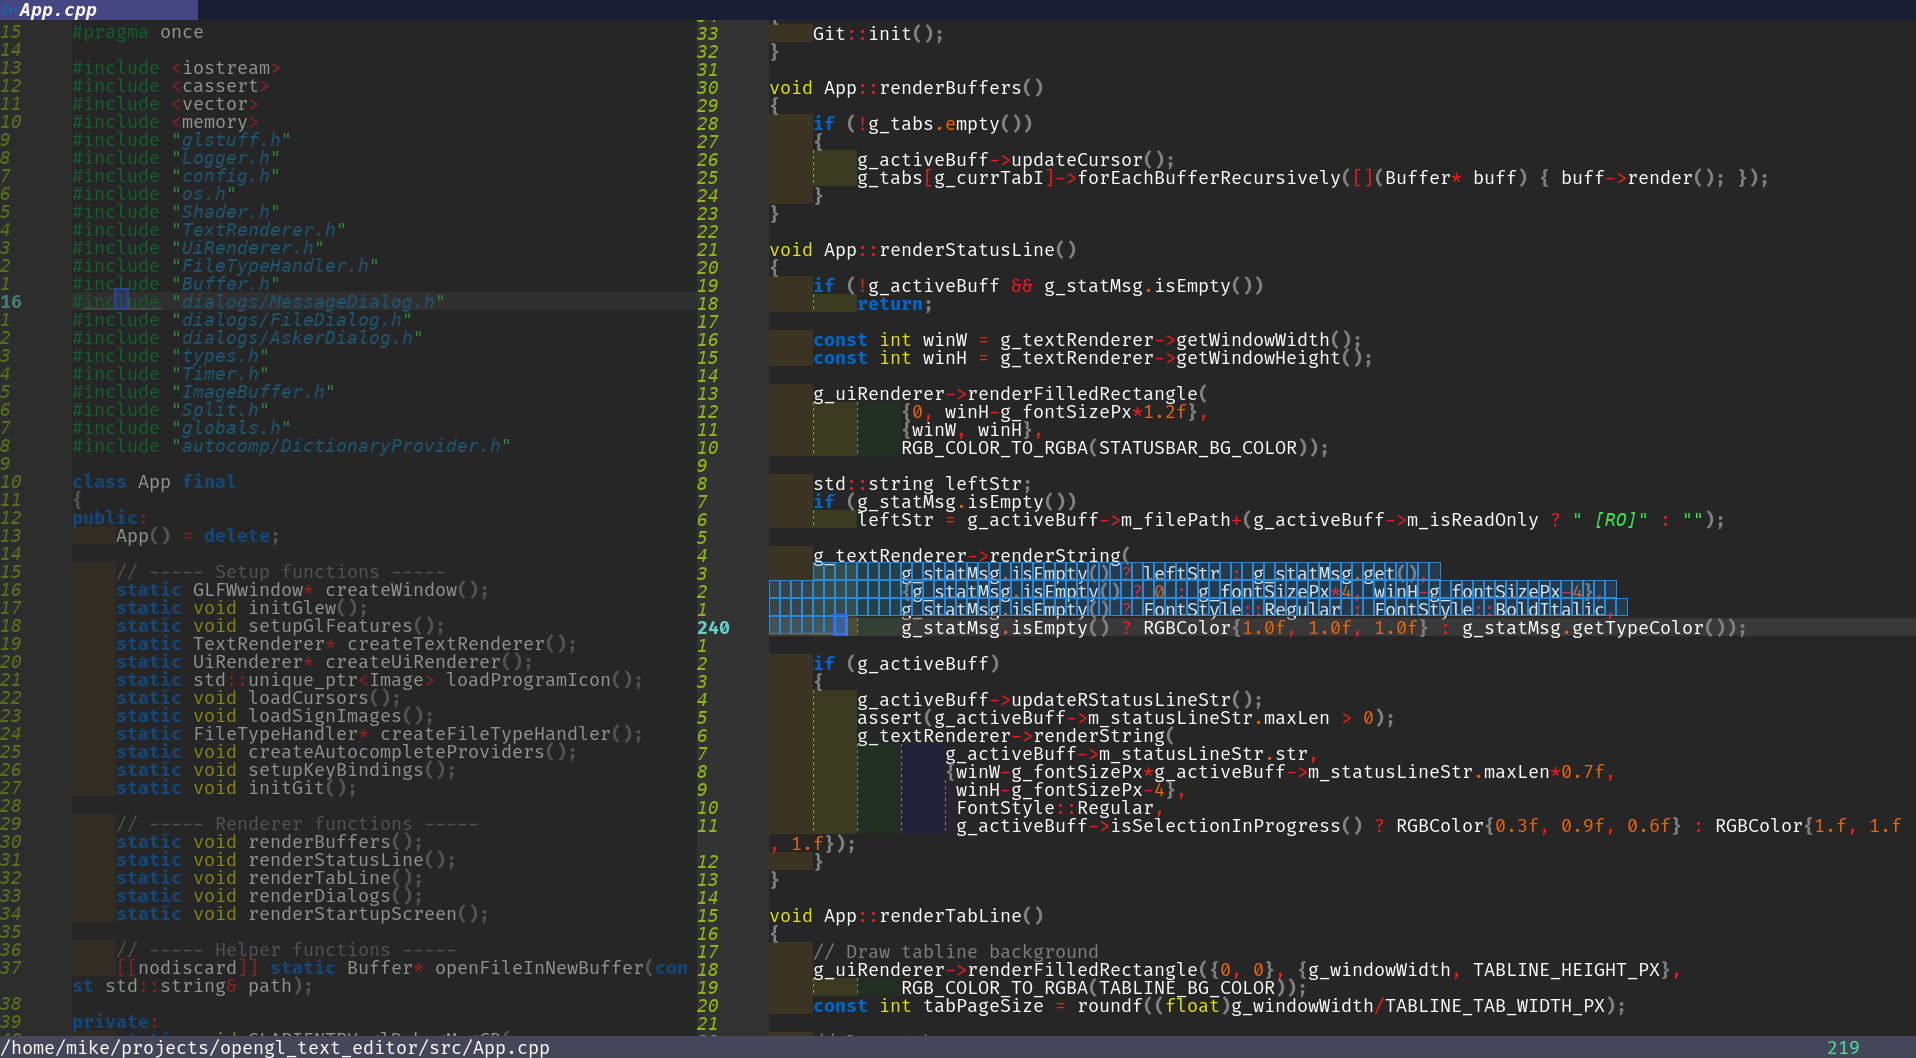 App.cpp
15 #pragma once
14
13 #include <iostream>
12 #include <cassert>
11 #include <vector>
10 #include <memory>
9 #include "glstuff.h"
8 #include "Logger.h"
7 #include "config.h"
6 #include "os.h"
5 #include "Shader.h"
4 #include "TextRenderer.h"
3 #include "UiRenderer.h"
2 #include "FileTypeHandler.h"
1 #include "Buffer.h"
16 #include "dialogs/MessageDialog.h"
1 #include "dialogs/FileDialog.h"
2 #include "dialogs/AskerDialog.h"
3 #include "types.h"
4 #include "Timer.h"
5 #include "ImageBuffer.h"
6 #include "Split.h"
7 #include "globals.h"
8 #include "autocomp/DictionaryProvider.h"
9
10 class App final
11 {
12 public:
13     App() = delete;
14
15     // ----- Setup functions -----
16     static GLFWwindow* createWindow();
17     static void initGlew();
18     static void setupGlFeatures();
19     static TextRenderer* createTextRenderer();
20     static UiRenderer* createUiRenderer();
21     static std::unique_ptr<Image> loadProgramIcon();
22     static void loadCursors();
23     static void loadSignImages();
24     static FileTypeHandler* createFileTypeHandler();
25     static void createAutocompleteProviders();
26     static void setupKeyBindings();
27     static void initGit();
28
29     // ----- Renderer functions -----
30     static void renderBuffers();
31     static void renderStatusLine();
32     static void renderTabLine();
33     static void renderDialogs();
34     static void renderStartupScreen();
35
36     // ----- Helper functions -----
37     [[nodiscard]] static Buffer* openFileInNewBuffer(con
st std::string& path);
38
39 private:
33     Git::init();
32 }
31
30 void App::renderBuffers()
29 {
28     if (!g_tabs.empty())
27     {
26         g_activeBuff->updateCursor();
25         g_tabs[g_currTabI]->forEachBufferRecursively([](Buffer* buff) { buff->render(); });
24     }
23 }
22
21 void App::renderStatusLine()
20 {
19     if (!g_activeBuff && g_statMsg.isEmpty())
18         return;
17
16     const int winW = g_textRenderer->getWindowWidth();
15     const int winH = g_textRenderer->getWindowHeight();
14
13     g_uiRenderer->renderFilledRectangle(
12             {0, winH-g_fontSizePx*1.2f},
11             {winW, winH},
10             RGB_COLOR_TO_RGBA(STATUSBAR_BG_COLOR));
9
8     std::string leftStr;
7     if (g_statMsg.isEmpty())
6         leftStr = g_activeBuff->m_filePath+(g_activeBuff->m_isReadOnly ? " [RO]" : "");
5
4     g_textRenderer->renderString(
3             g_statMsg.isEmpty() ? leftStr : g_statMsg.get(),
2             {g_statMsg.isEmpty() ? 0 : g_fontSizePx*4, winH-g_fontSizePx-4},
1             g_statMsg.isEmpty() ? FontStyle::Regular : FontStyle::BoldItalic,
240             g_statMsg.isEmpty() ? RGBColor{1.0f, 1.0f, 1.0f} : g_statMsg.getTypeColor());
1
2     if (g_activeBuff)
3     {
4         g_activeBuff->updateRStatusLineStr();
5         assert(g_activeBuff->m_statusLineStr.maxLen > 0);
6         g_textRenderer->renderString(
7                 g_activeBuff->m_statusLineStr.str,
8                 {winW-g_fontSizePx*g_activeBuff->m_statusLineStr.maxLen*0.7f,
9                  winH-g_fontSizePx-4},
10                  FontStyle::Regular,
11                  g_activeBuff->isSelectionInProgress() ? RGBColor{0.3f, 0.9f, 0.6f} : RGBColor{1.f, 1.f
, 1.f});
12     }
13 }
14
15 void App::renderTabLine()
16 {
17     // Draw tabline background
18     g_uiRenderer->renderFilledRectangle({0, 0}, {g_windowWidth, TABLINE_HEIGHT_PX},
19             RGB_COLOR_TO_RGBA(TABLINE_BG_COLOR));
20     const int tabPageSize = roundf((float)g_windowWidth/TABLINE_TAB_WIDTH_PX);
21
/home/mike/projects/opengl_text_editor/src/App.cpp
219